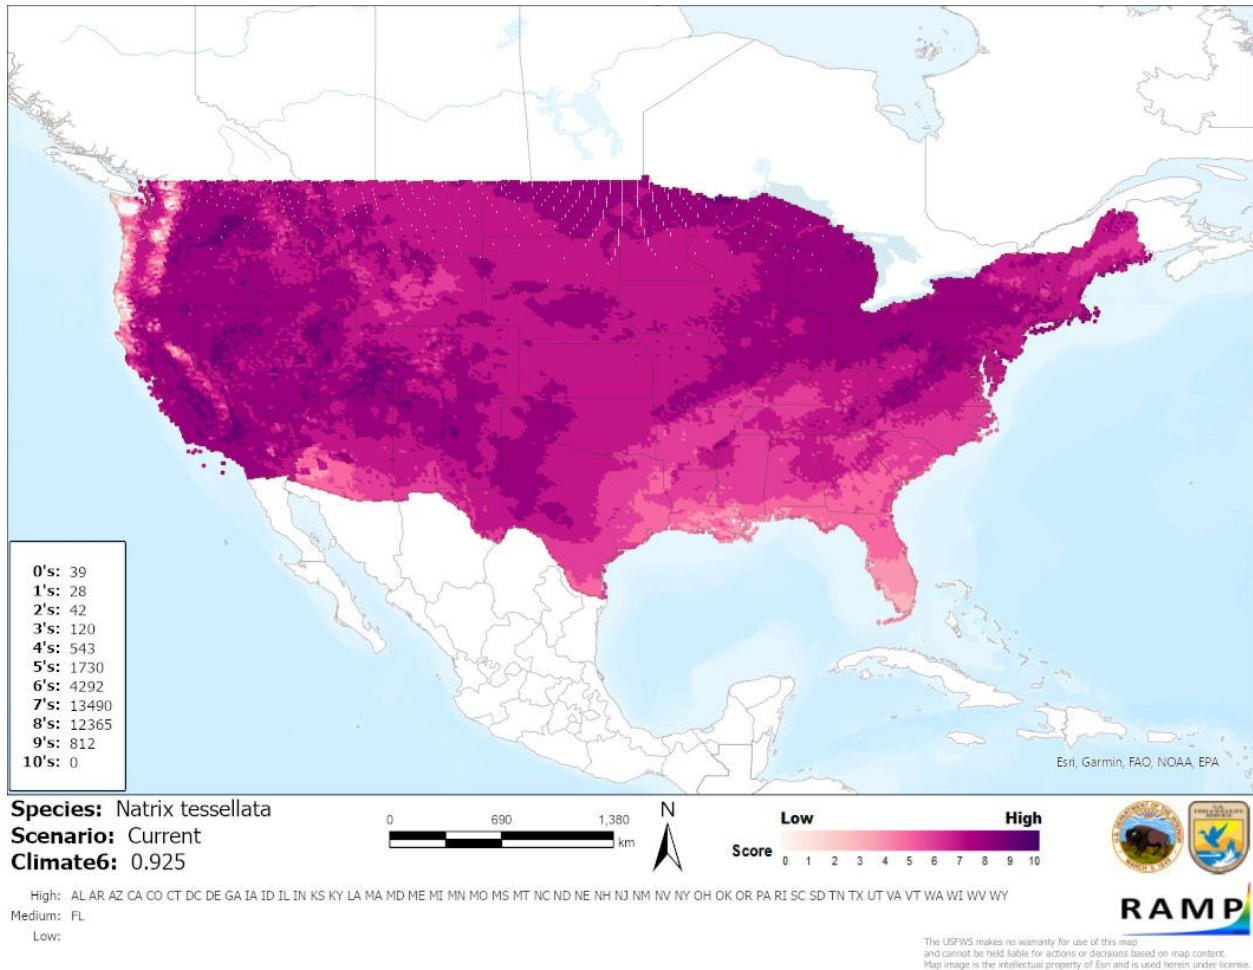 0's: 39
1's: 28
2's: 42
3's: 120
4's: 543
5's: 1730
6's: 4292
7's: 13490
8's: 12365
9's: 812
10's: 0
Esri, Garmin, FAO, NOAA, EPA
Species: Natrix tessellata
Scenario: Current
Climate6: 0.925
0 690 1,380
km
N
Low High
Score 0 1 2 3 4 5 6 7 8 9 10
High: AL AR AZ CA CO CT DC DE GA IA ID IL IN KS KY LA MA MD ME MI MN MO MS MT NC ND NE NH NJ NM NV NY OH OK OR PA RI SC SD TN TX UT VA VT WA WI WV WY
Medium: FL
Low:
RAMP
The USFWS makes no warranty for use of this map
and cannot be held liable for actions or decisions based on map content.
Map image is the intellectual property of Esri and is used herein under license.